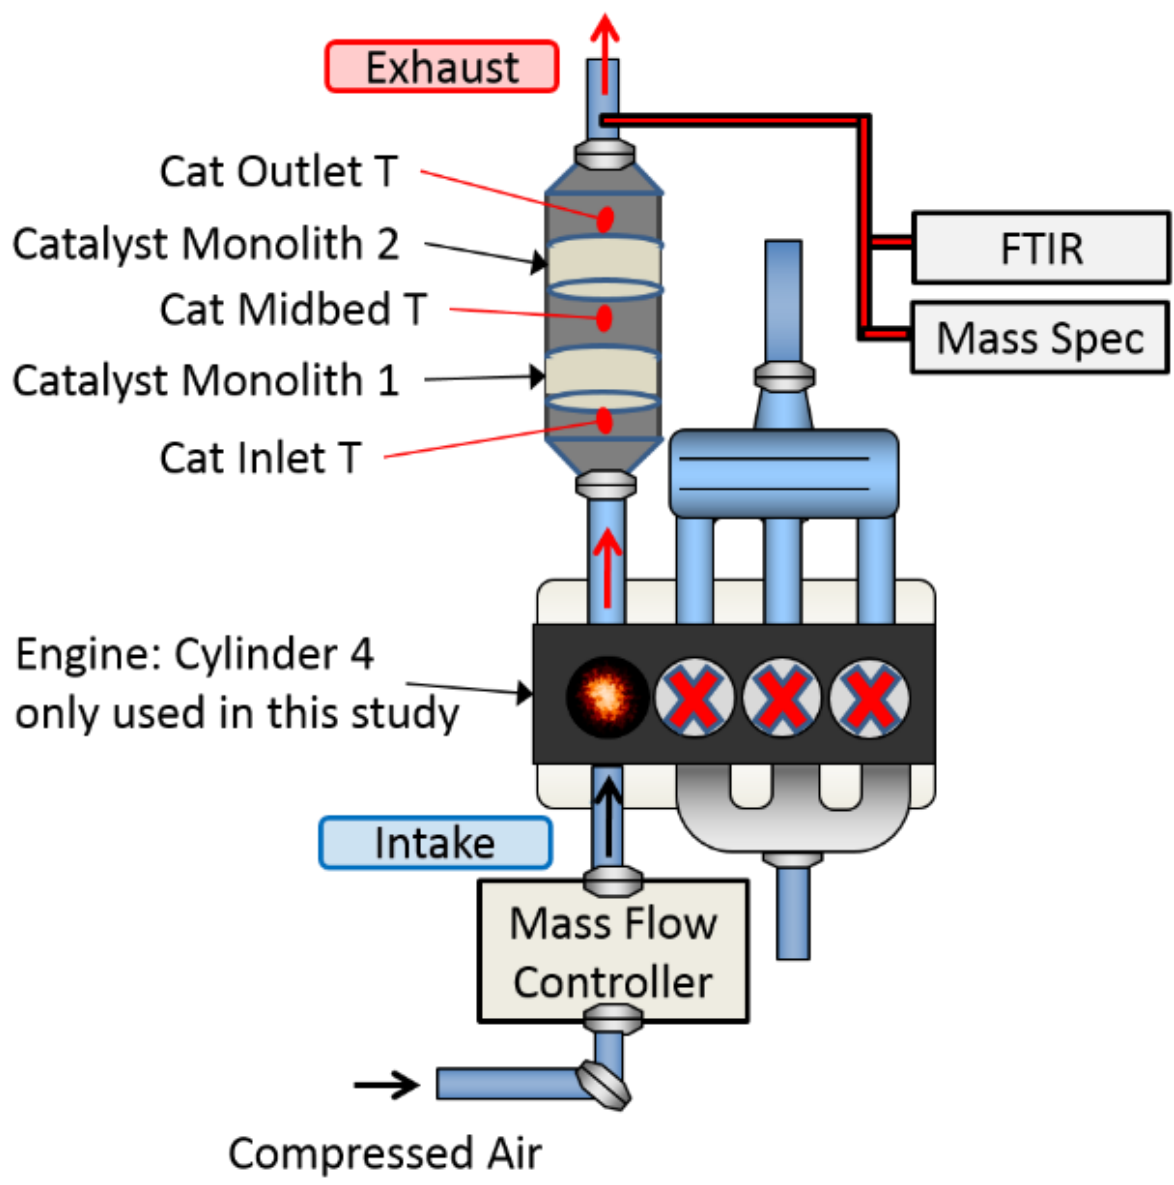 Exhaust
Cat Outlet T
Catalyst Monolith 2
FTIR
Cat Midbed T
Mass Spec
Catalyst Monolith 1
Cat Inlet T
Engine: Cylinder 4
only used in this study
Intake
Mass Flow
Controller
Compressed Air